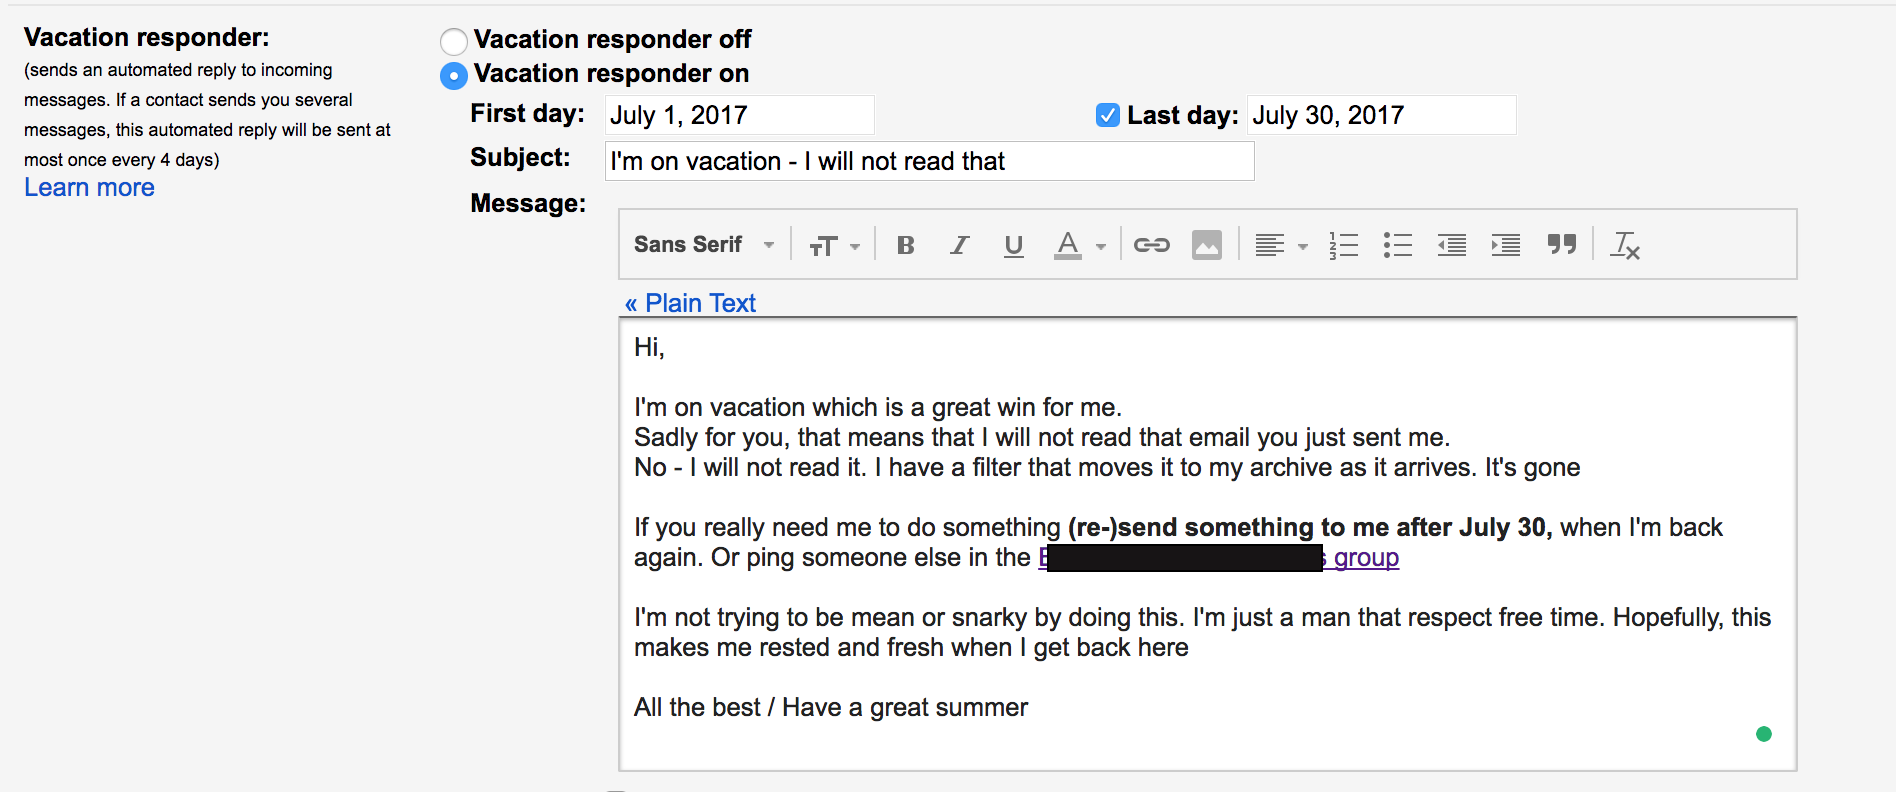 Vacation responder:
(sends an automated reply to incoming
messages. If a contact sends you several
messages, this automated reply will be sent at
most once every 4 days)
Learn more
Vacation responder off
Vacation responder on
First day: July 1, 2017 Last day: July 30, 2017
Subject: I'm on vacation - I will not read that
Message:
Sans Serif
« Plain Text
Hi,
I'm on vacation which is a great win for me.
Sadly for you, that means that I will not read that email you just sent me.
No - I will not read it. I have a filter that moves it to my archive as it arrives. It's gone
If you really need me to do something (re-)send something to me after July 30, when I'm back
again. Or ping someone else in the group
I'm not trying to be mean or snarky by doing this. I'm just a man that respect free time. Hopefully, this
makes me rested and fresh when I get back here
All the best / Have a great summer